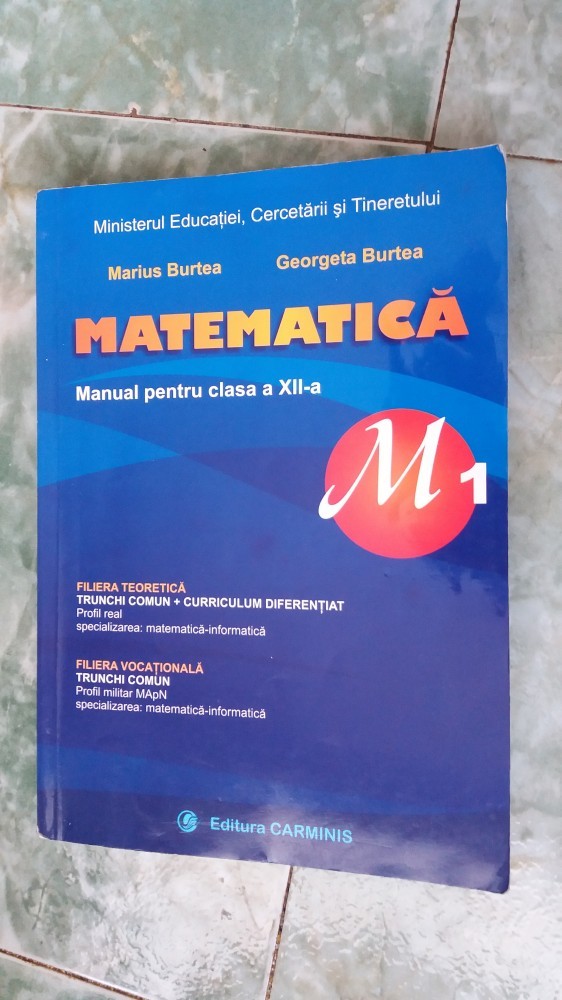 Ministerul Educației, Cercetării și Tineretului
Marius Burtea Georgeta Burtea
MATEMATICĂ
Manual pentru clasa a XII-a
M 1
FILIERA TEORETICĂ
TRUNCHI COMUN + CURRICULUM DIFERENȚIAT
Profil real
specializarea: matematică-informatică
FILIERA VOCAȚIONALĂ
TRUNCHI COMUN
Profil militar MApN
specializarea: matematică-informatică
Editura CARMINIS